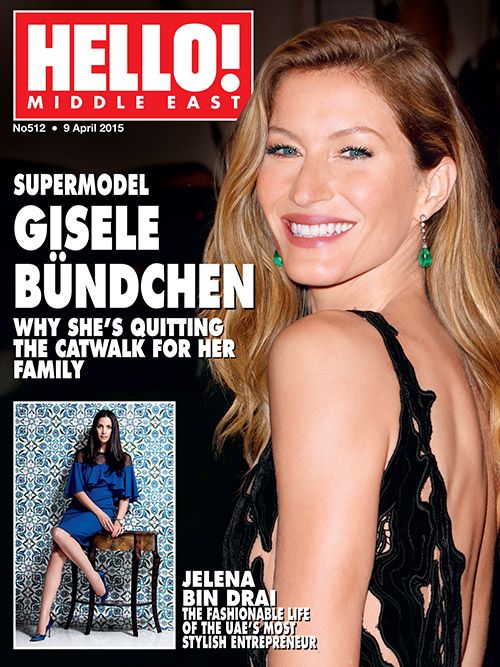 HELLO!
MIDDLE EAST
No512 • 9 April 2015
SUPERMODEL
GISELE
BÜNDCHEN
WHY SHE'S QUITTING
THE CATWALK FOR HER
FAMILY
JELENA
BIN DRAI
THE FASHIONABLE LIFE
OF THE UAE'S MOST
STYLISH ENTREPRENEUR